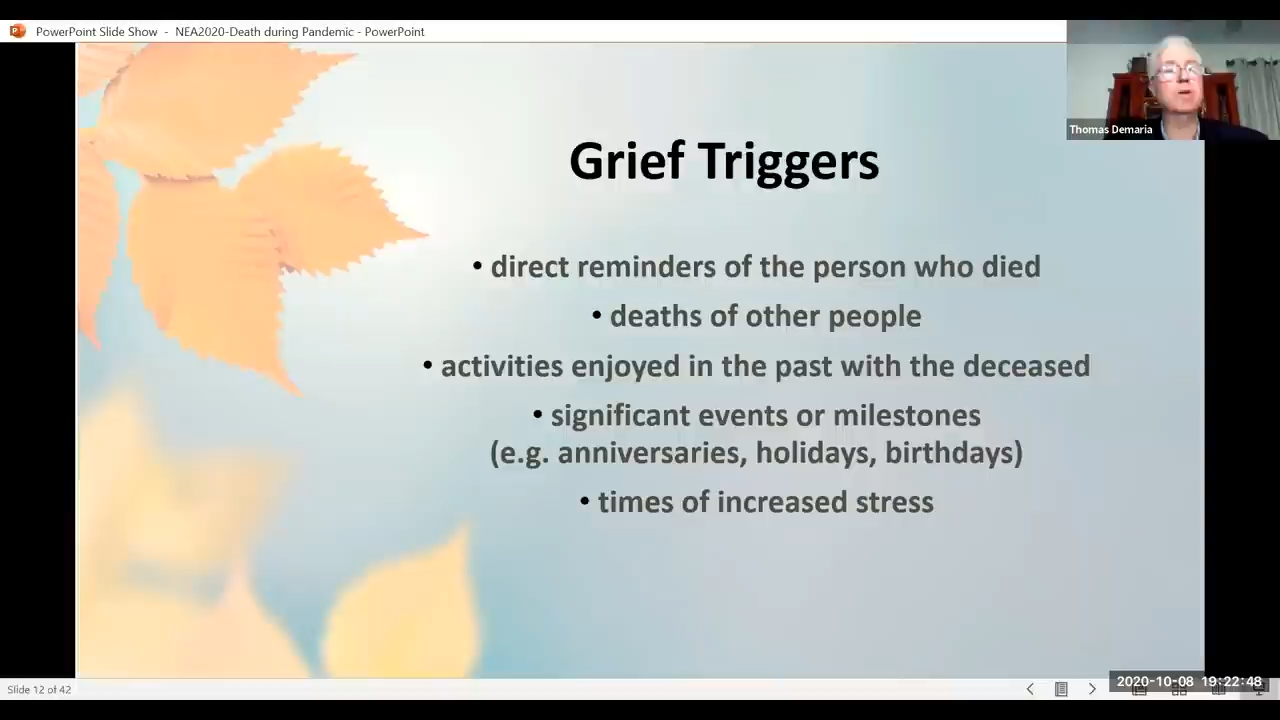 PowerPoint Slide Show - NEA2020-Death during Pandemic - PowerPoint
Thomas Demaria
Grief Triggers
• direct reminders of the person who died
• deaths of other people
• activities enjoyed in the past with the deceased
• significant events or milestones
(e.g. anniversaries, holidays, birthdays)
• times of increased stress
Slide 12 of 42
2020-10-08 19:22:48